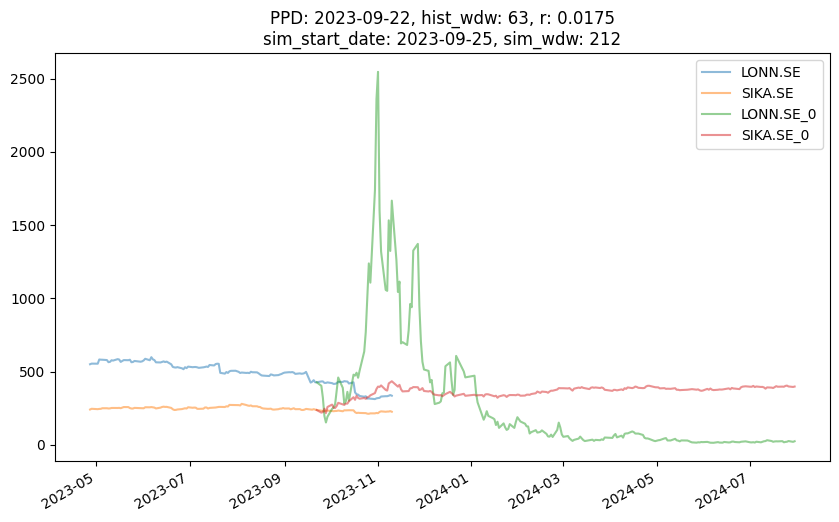 PPD: 2023-09-22, hist_wdw: 63, r: 0.0175
sim_start_date: 2023-09-25, sim_wdw: 212
LONN.SE
SIKA.SE
LONN.SE_0
SIKA.SE_0
2500
2000
1500
1000
500
0
2023-05
2023-07
2023-09
2023-11
2024-01
2024-03
2024-05
2024-07